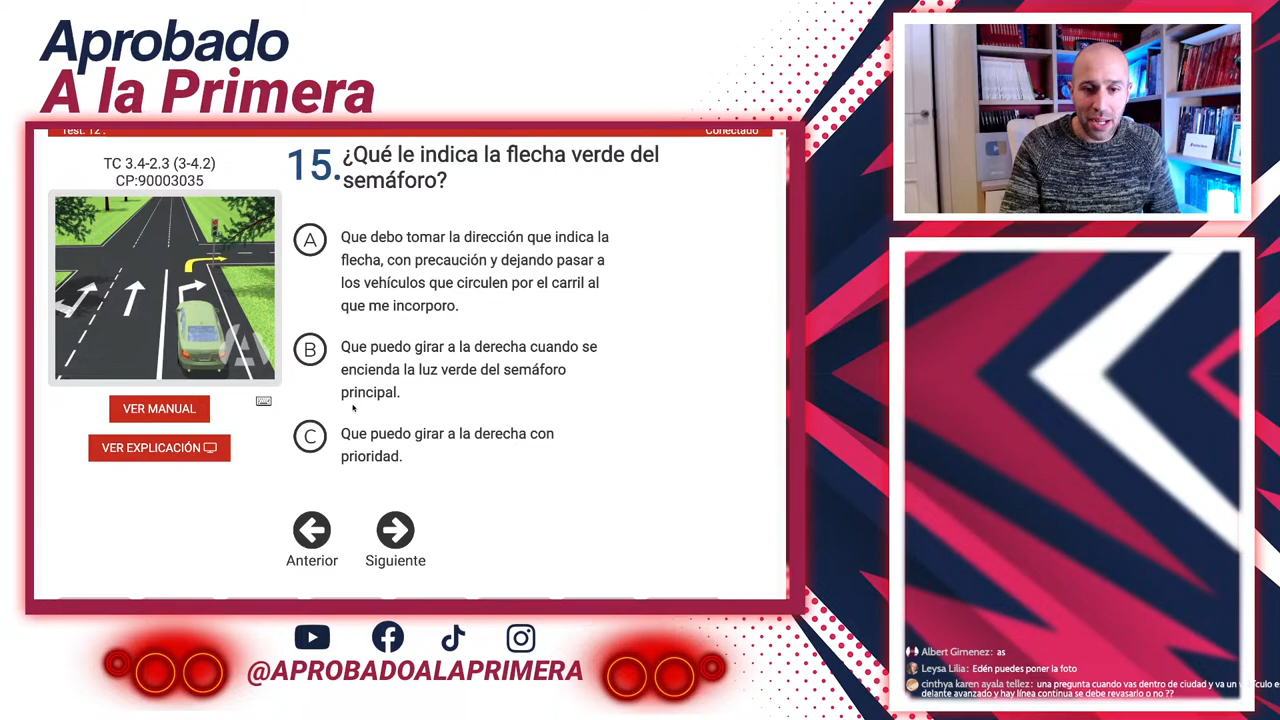 Aprobado
A la Primera
Test: 12 .
Conectado
TC 3.4-2.3 (3-4.2)
CP:90003035
VER MANUAL
VER EXPLICACIÓN
15. ¿Qué le indica la flecha verde del
semáforo?
A
Que debo tomar la dirección que indica la
flecha, con precaución y dejando pasar a
los vehículos que circulen por el carril al
que me incorporo.
B
Que puedo girar a la derecha cuando se
encienda la luz verde del semáforo
principal.
C
Que puedo girar a la derecha con
prioridad.
Anterior
Siguiente
@APROBADOALAPRIMERA
Albert Gimenez: as
Leysa Lilia: Edén puedes poner la foto
cinthya karen ayala tellez: una pregunta cuando vas dentro de ciudad y va un
delante avanzado y hay línea continua se debe revasarlo o no ??